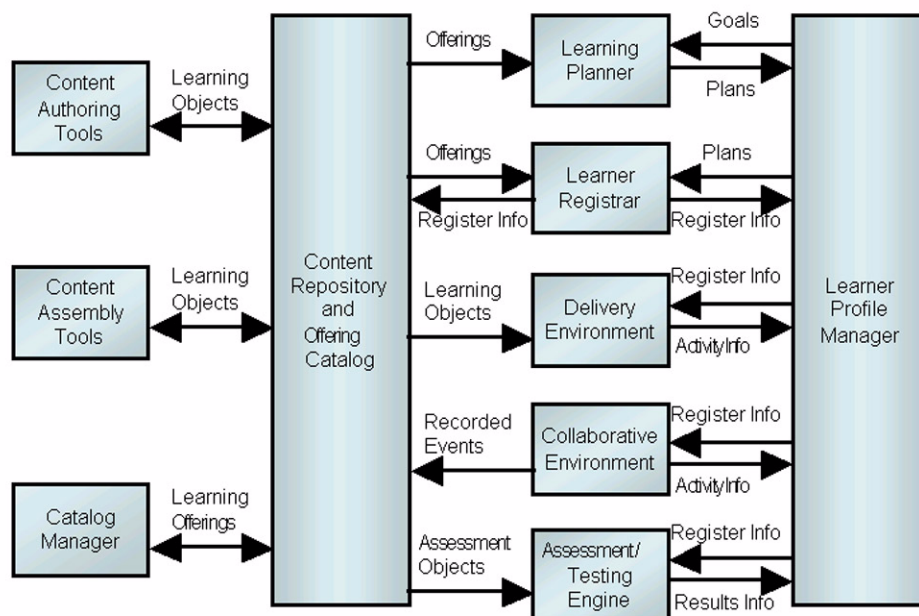 Content
Authoring
Tools
Learning
Objects
Content
Assembly
Tools
Learning
Objects
Catalog
Manager
Learning
Offerings
Content
Repository
and
Offering
Catalog
Offerings
Learning
Planner
Goals
Plans
Offerings
Register Info
Learner
Registrar
Plans
Register Info
Learning
Objects
Delivery
Environment
Register Info
ActivityInfo
Recorded
Events
Collaborative
Environment
Register Info
ActivityInfo
Assessment
Objects
Assessment/
Testing
Engine
Register Info
Results Info
Learner
Profile
Manager